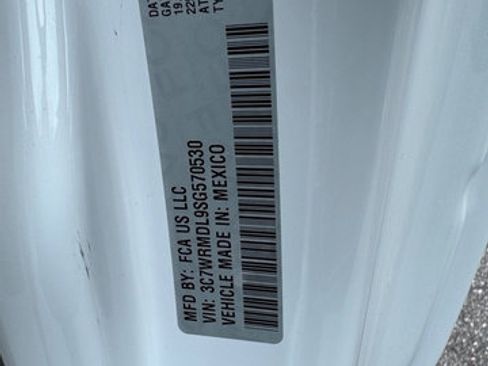 MFD BY: FCA US LLC
VIN: 3C7WRMDL9SG570530
VEHICLE MADE IN: MEXICO